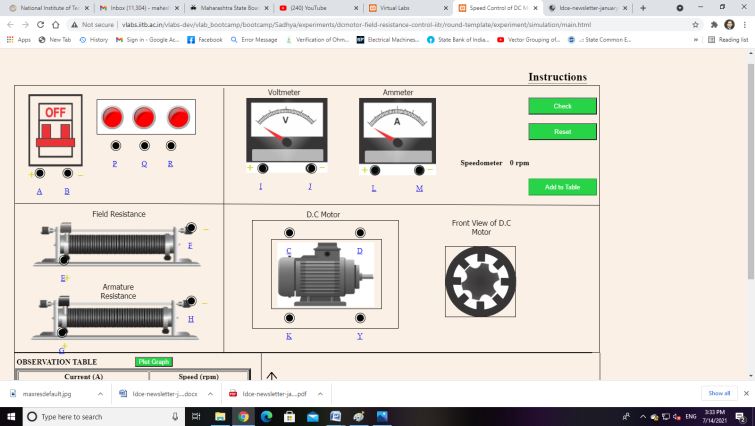 National Institute of Te
Inbox (11,304) - mahesi
Maharashtra State Boar
(240) YouTube
Virtual Labs
Speed Control of DC M
ldce-newsletter-january-
Not secure | vlabs.iitb.ac.in/vlabs-dev/vlab_bootcamp/bootcamp/Sadhya/experiments/dcmotor-field-resistance-control-iitr/round-template/experiment/simulation/main.html
Apps New Tab History Sign in - Google Ac... Facebook Q, Error Message Verification of Ohm... Electrical Machines... State Bank of India... Vector Grouping of... ..: State Common E... » Reading list
Instructions
Voltmeter
Ammeter
Check
OFF
V
A
Reset
P Q R
Speedometer 0 rpm
+ − + − + −
A B
I J
L M
Add to Table
Field Resistance
D.C Motor
Front View of D.C
Motor
−
F
C D
E+
Armature
Resistance
−
H
+
G
K Y
OBSERVATION TABLE
Plot Graph
Current (A) Speed (rpm)
maxresdefault.jpg
ldce-newsletter-j....docx
ldce-newsletter-ja....pdf
Show all
Type here to search
ENG
3:33 PM
7/14/2021